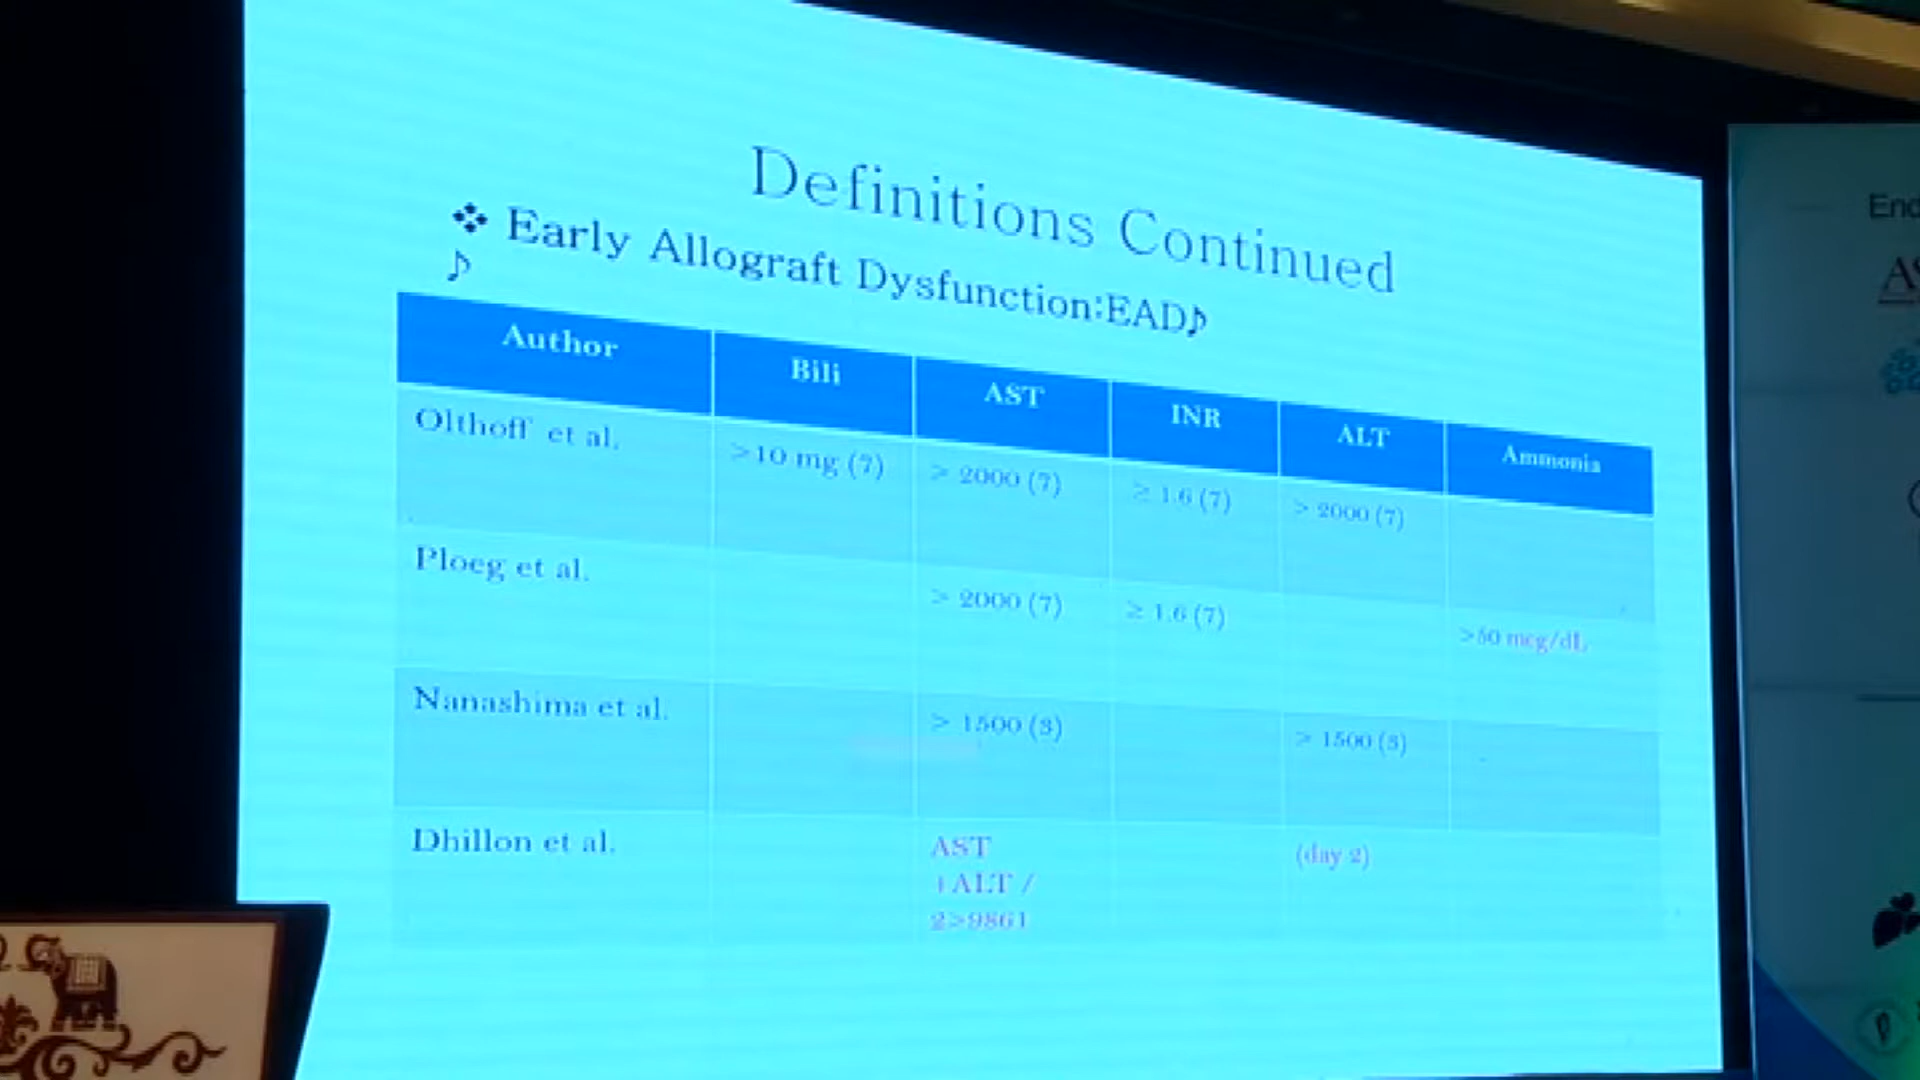 Definitions Continued
❖ Early Allograft Dysfunction:EAD♪
♪
Author Bili AST INR ALT Ammonia
Olthoff et al. >10 mg (7) > 2000 (7) ≥ 1.6 (7) > 2000 (7)
Ploeg et al. > 2000 (7) ≥ 1.6 (7) >50 mcg/dL
Nanashima et al. > 1500 (3) > 1500 (3)
Dhillon et al. AST (day 2)
+ALT /
2>9861